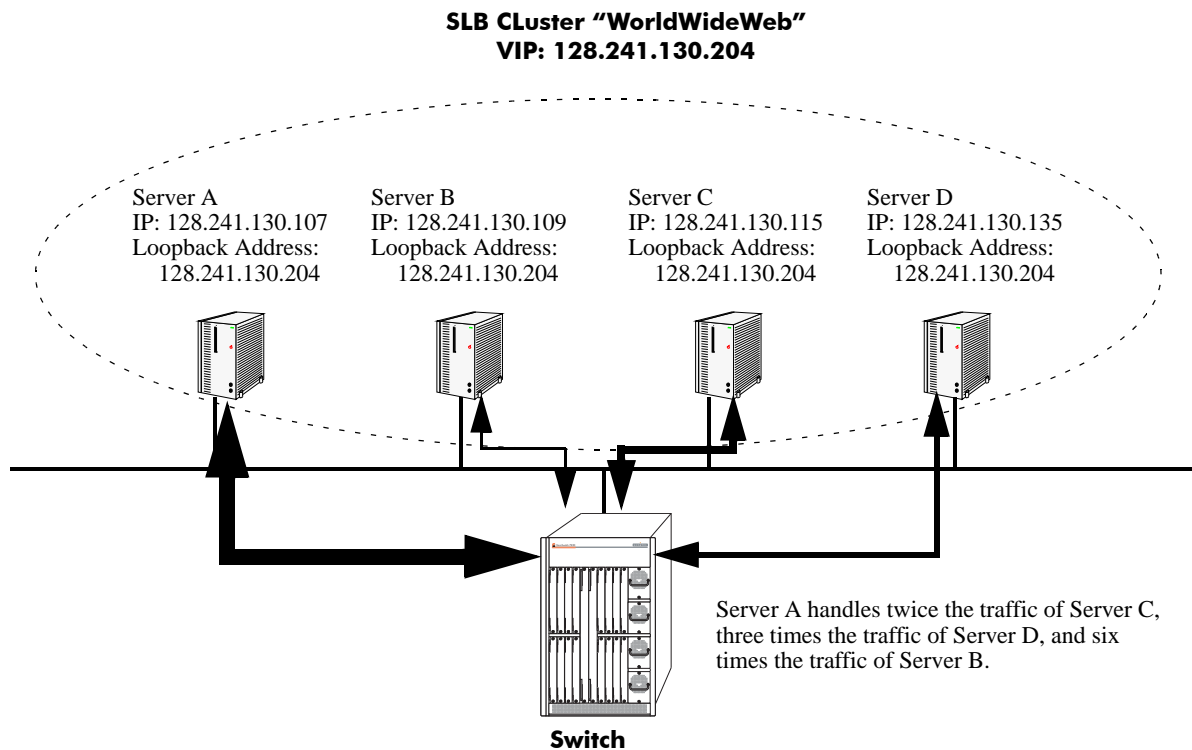 SLB CLuster “WorldWideWeb”
VIP: 128.241.130.204
Server A
IP: 128.241.130.107
Loopback Address:
128.241.130.204
Server B
IP: 128.241.130.109
Loopback Address:
128.241.130.204
Server C
IP: 128.241.130.115
Loopback Address:
128.241.130.204
Server D
IP: 128.241.130.135
Loopback Address:
128.241.130.204
Server A handles twice the traffic of Server C,
three times the traffic of Server D, and six
times the traffic of Server B.
Switch